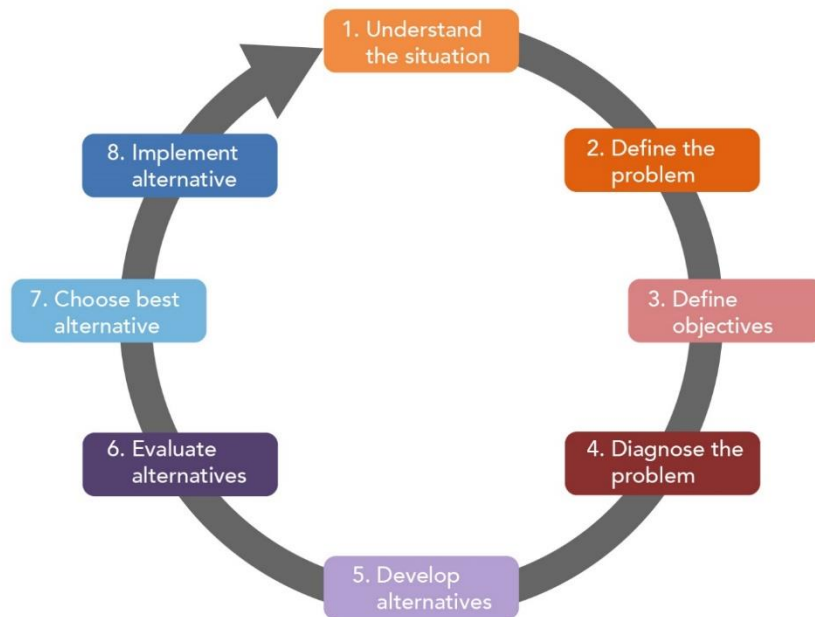 1. Understand
the situation
2. Define the
problem
3. Define
objectives
4. Diagnose the
problem
5. Develop
alternatives
6. Evaluate
alternatives
7. Choose best
alternative
8. Implement
alternative